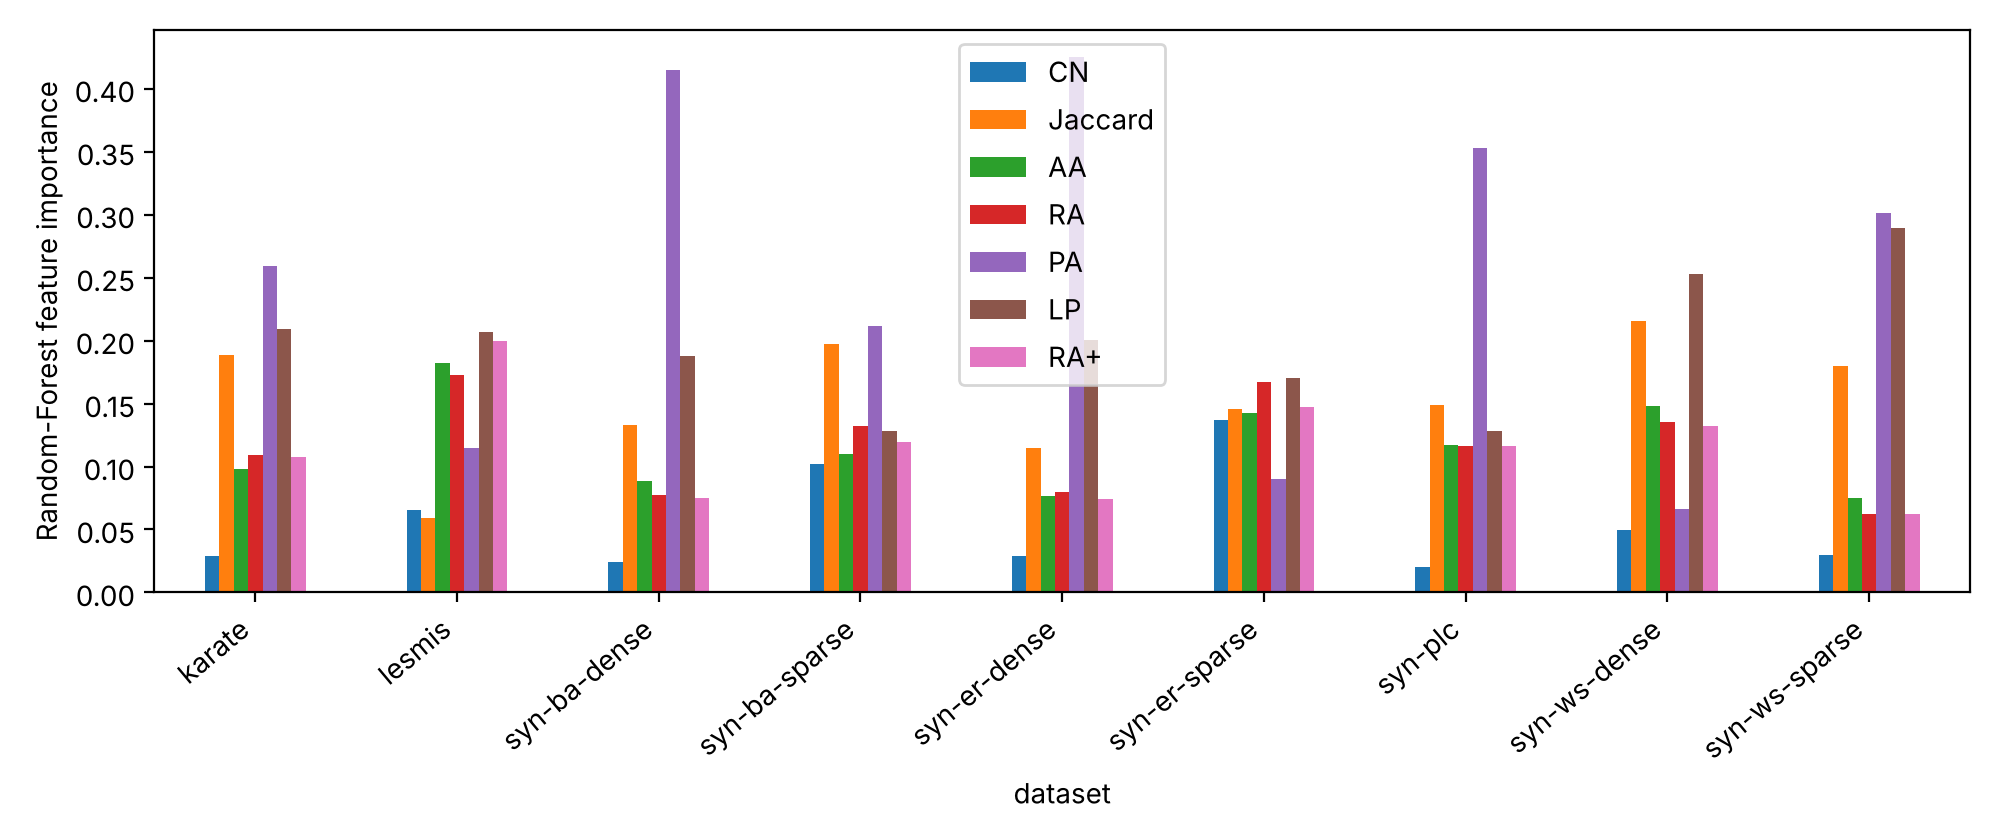 Random-Forest feature importance
0.40
0.35
0.30
0.25
0.20
0.15
0.10
0.05
0.00
CN
Jaccard
AA
RA
PA
LP
RA+
karate
lesmis
syn-ba-dense
syn-ba-sparse
syn-er-dense
syn-er-sparse
syn-plc
syn-ws-dense
syn-ws-sparse
dataset